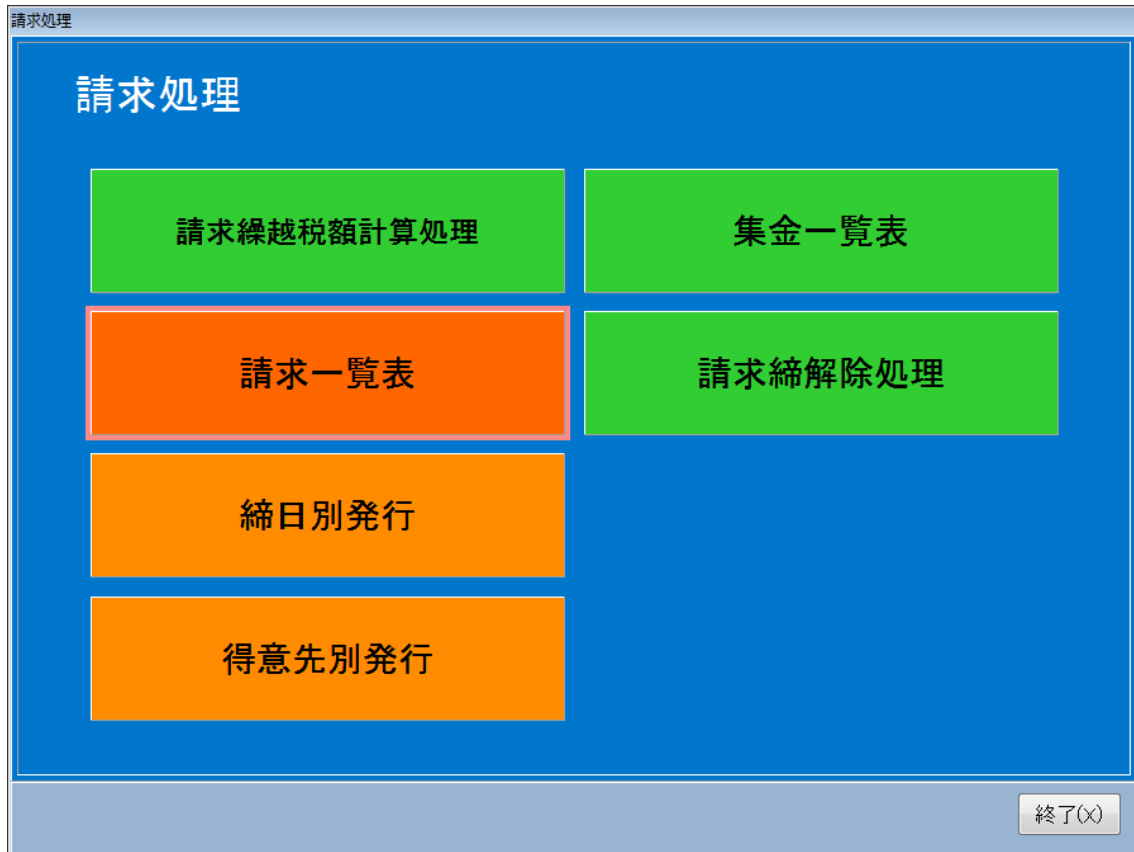 請求処理
請求処理
請求繰越税額計算処理
集金一覧表
請求一覧表
請求締解除処理
締日別発行
得意先別発行
終了(X)